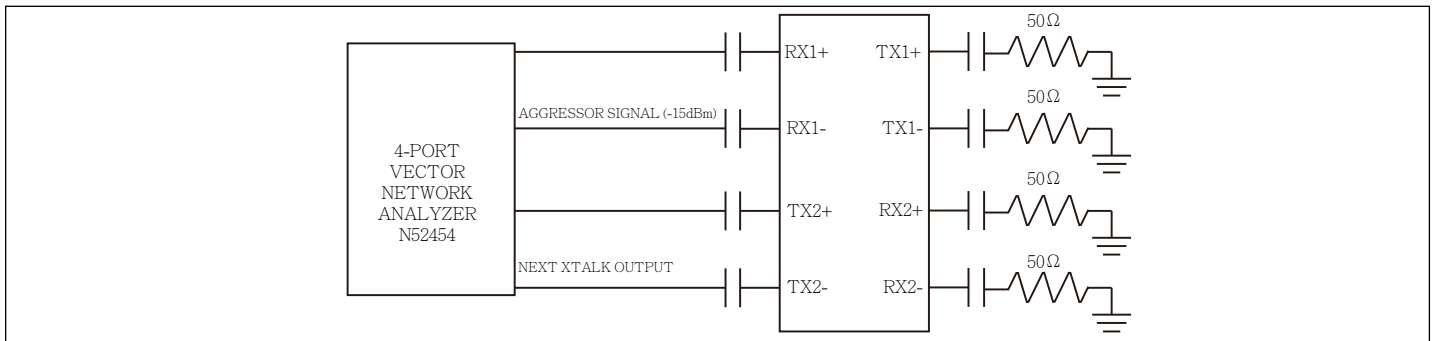 50Ω
RX1+ TX1+
AGGRESSOR SIGNAL (-15dBm)
50Ω
RX1- TX1-
4-PORT
VECTOR
NETWORK
ANALYZER
N52454
50Ω
TX2+ RX2+
NEXT XTALK OUTPUT
50Ω
TX2- RX2-